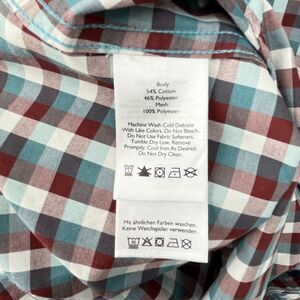 Body
54% Cotton
46% Polyester
Mesh
100% Polyester
Machine Wash Cold Delicate
With Like Colors. Do Not Bleach.
Do Not Use Fabric Softeners.
Tumble Dry Low. Remove
Promptly. Cool Iron As Desired.
Do Not Dry Clean.
Mit ähnlichen Farben waschen.
Keine Weichspüler verwenden.